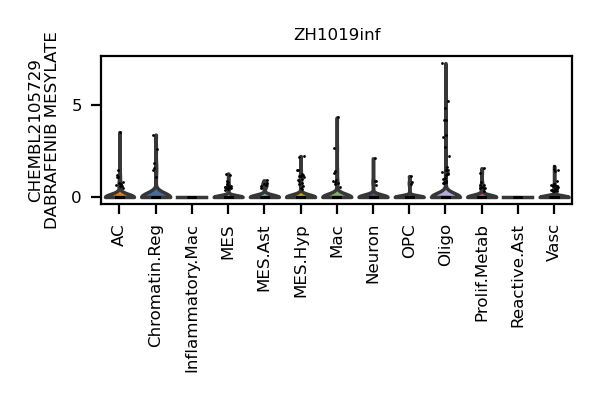 ZH1019inf
CHEMBL2105729
DABRAFENIB MESYLATE
5
0
AC
Chromatin.Reg
Inflammatory.Mac
MES
MES.Ast
MES.Hyp
Mac
Neuron
OPC
Oligo
Prolif.Metab
Reactive.Ast
Vasc